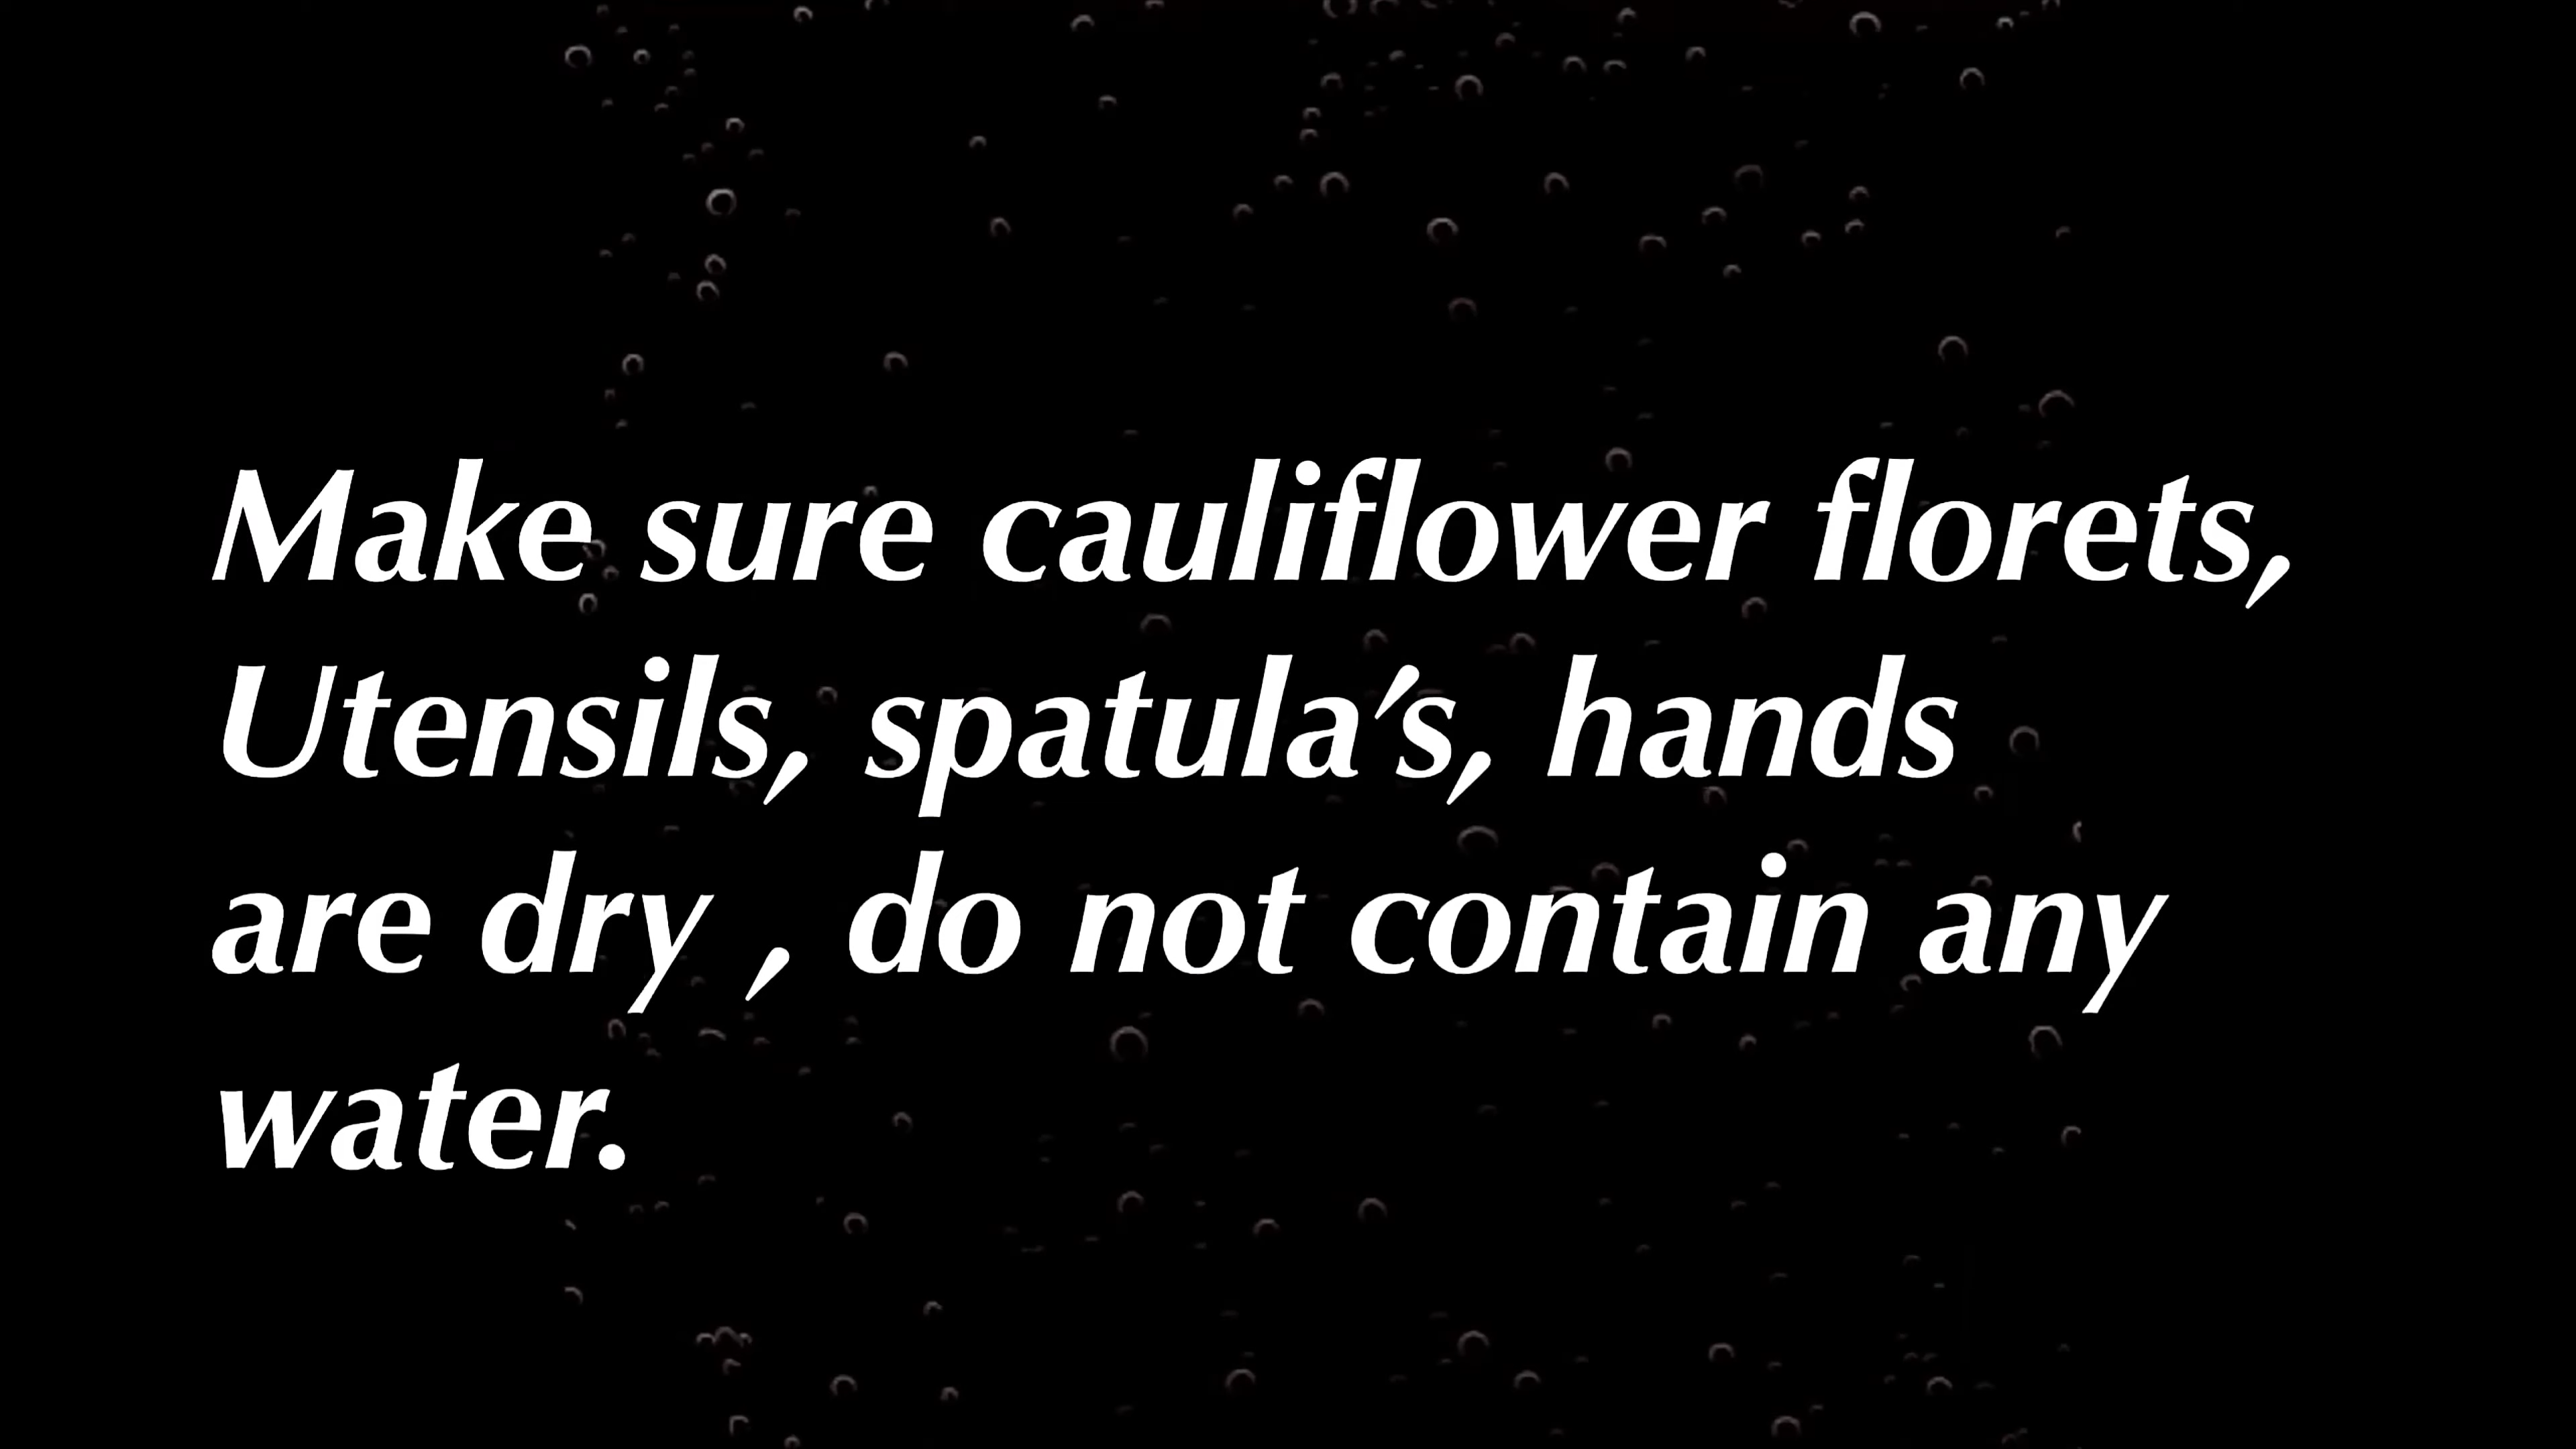 Make sure cauliflower florets,
Utensils, spatula’s, hands
are dry , do not contain any
water.